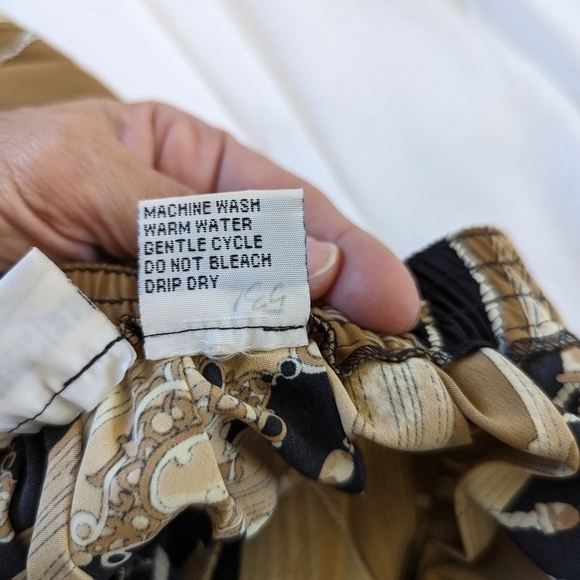 MACHINE WASH
WARM WATER
GENTLE CYCLE
DO NOT BLEACH
DRIP DRY